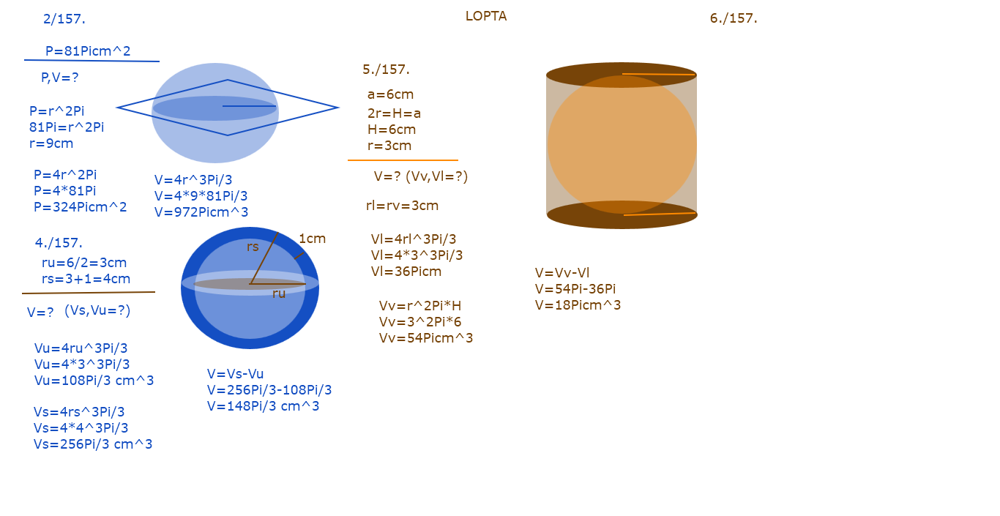 LOPTA
2/157.
P=81Picm^2
P,V=?
P=r^2Pi
81Pi=r^2Pi
r=9cm
P=4r^2Pi
P=4*81Pi
P=324Picm^2
V=4r^3Pi/3
V=4*9*81Pi/3
V=972Picm^3
4./157.
ru=6/2=3cm
rs=3+1=4cm
V=? (Vs,Vu=?)
Vu=4ru^3Pi/3
Vu=4*3^3Pi/3
Vu=108Pi/3 cm^3
Vs=4rs^3Pi/3
Vs=4*4^3Pi/3
Vs=256Pi/3 cm^3
rs
1cm
ru
V=Vs-Vu
V=256Pi/3-108Pi/3
V=148Pi/3 cm^3
5./157.
a=6cm
2r=H=a
H=6cm
r=3cm
V=? (Vv,Vl=?)
rl=rv=3cm
Vl=4rl^3Pi/3
Vl=4*3^3Pi/3
Vl=36Picm
Vv=r^2Pi*H
Vv=3^2Pi*6
Vv=54Picm^3
V=Vv-Vl
V=54Pi-36Pi
V=18Picm^3
6./157.